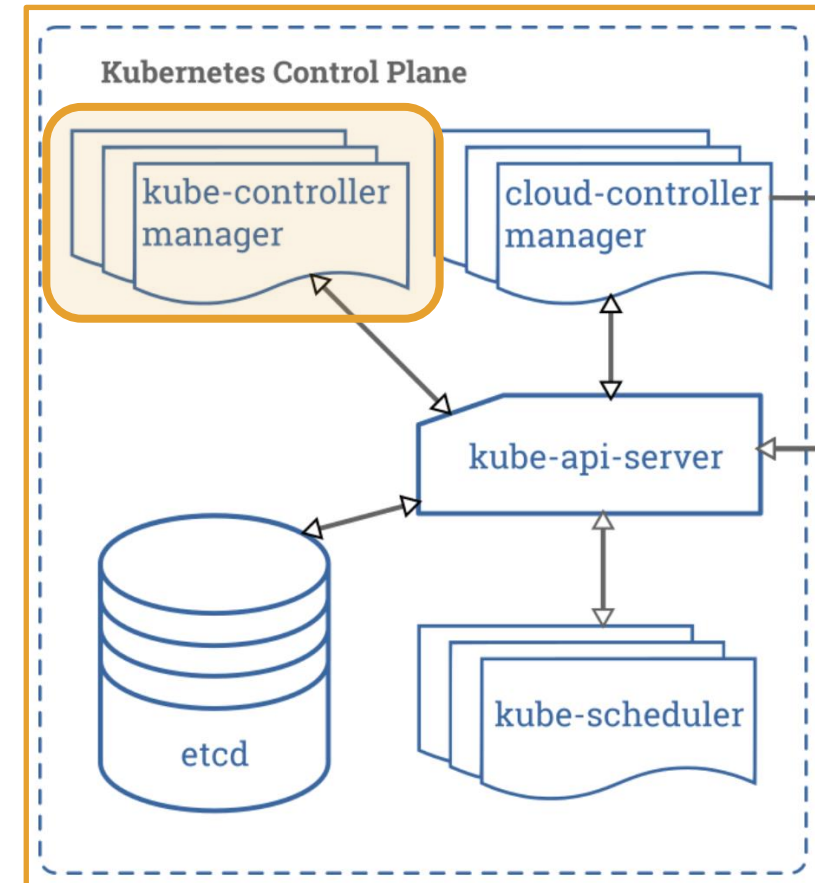 Kubernetes Control Plane
kube-controller
manager
cloud-controller
manager
kube-api-server
etcd
kube-scheduler